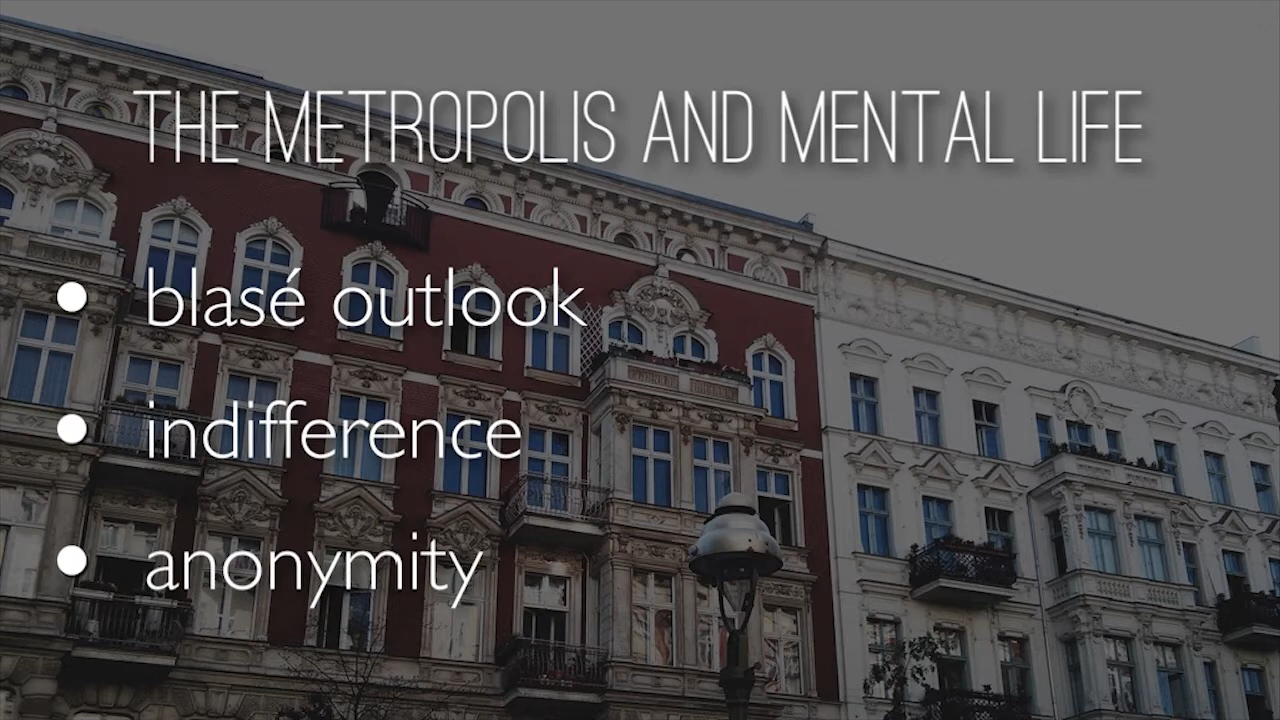 THE METROPOLIS AND MENTAL LIFE
• blasé outlook
• indifference
• anonymity